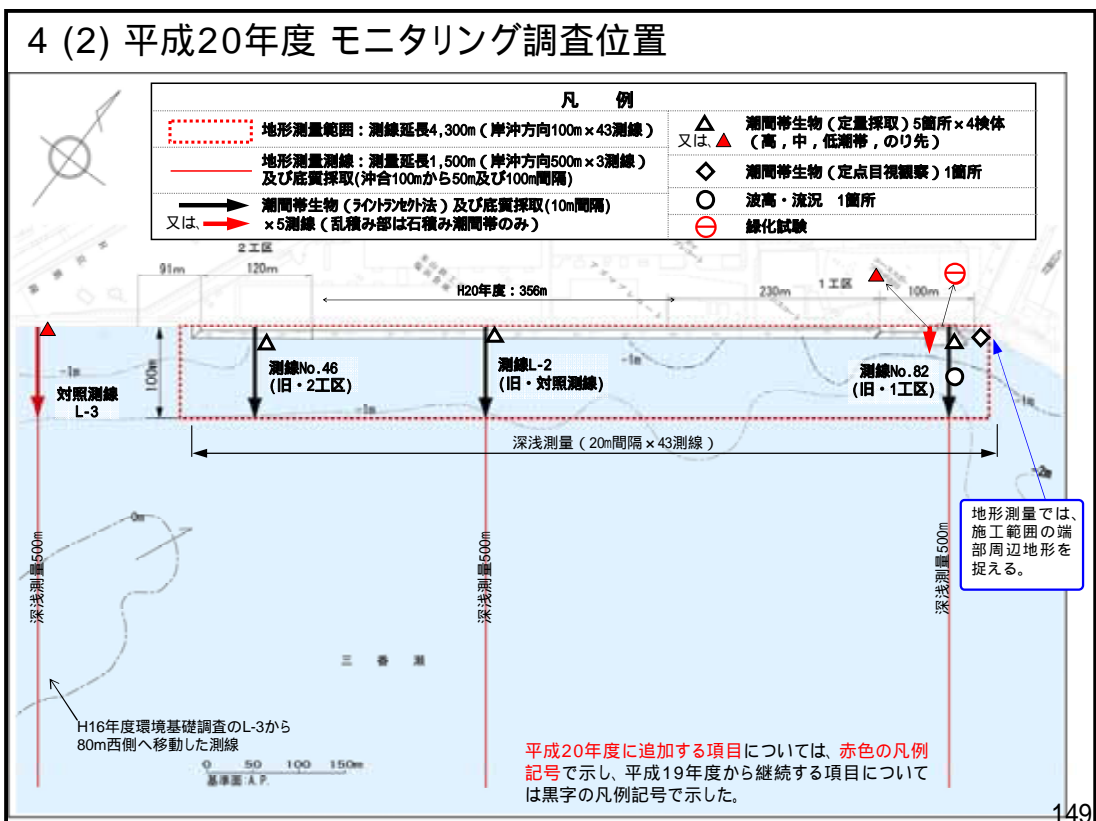 4 (2) 平成20年度 モニタリング調査位置
凡 例
地形測量範囲：測線延長4,300m（岸沖方向100m×43測線）
地形測量測線：測量延長1,500m（岸沖方向500m×3測線）
及び底質採取(沖合100mから50m及び100m間隔)
潮間帯生物（ライントランセクト法）及び底質採取(10m間隔)
又は、
×5測線（乱積み部は石積み潮間帯のみ）
潮間帯生物（定量採取）5箇所×4検体
又は、
（高，中，低潮帯，のり先）
潮間帯生物（定点目視観察）1箇所
波高・流況 1箇所
緑化試験
2工区
91m
120m
H20年度：356m
230m
1工区
100m
100m
-1m
対照測線
L-3
測線No.46
(旧・2工区)
-1m
測線L-2
(旧・対照測線)
-1m
測線No.82
(旧・1工区)
-1m
深浅測量（20m間隔×43測線）
-2m
地形測量では、
施工範囲の端
部周辺地形を
捉える。
0m
深浅測量500m
深浅測量500m
深浅測量500m
三 番 瀬
H16年度環境基礎調査のL-3から
80m西側へ移動した測線
0 50 100 150m
基準面:A.P.
平成20年度に追加する項目については、赤色の凡例
記号で示し、平成19年度から継続する項目について
は黒字の凡例記号で示した。
149